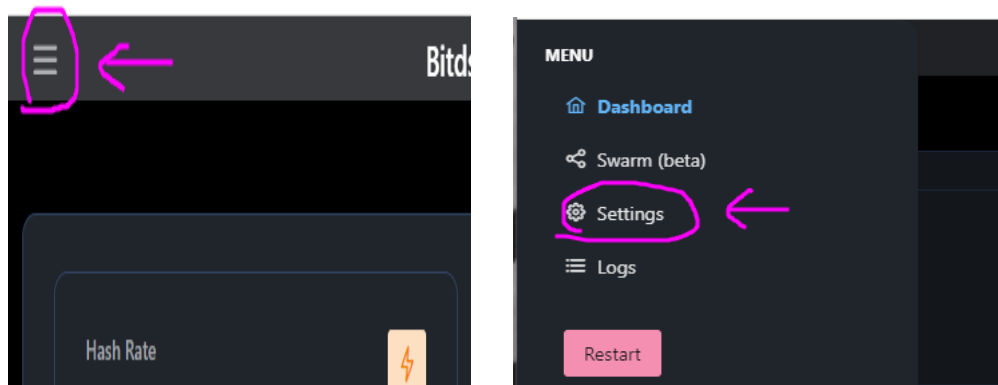 Bitds
Hash Rate
MENU
Dashboard
Swarm (beta)
Settings
Logs
Restart